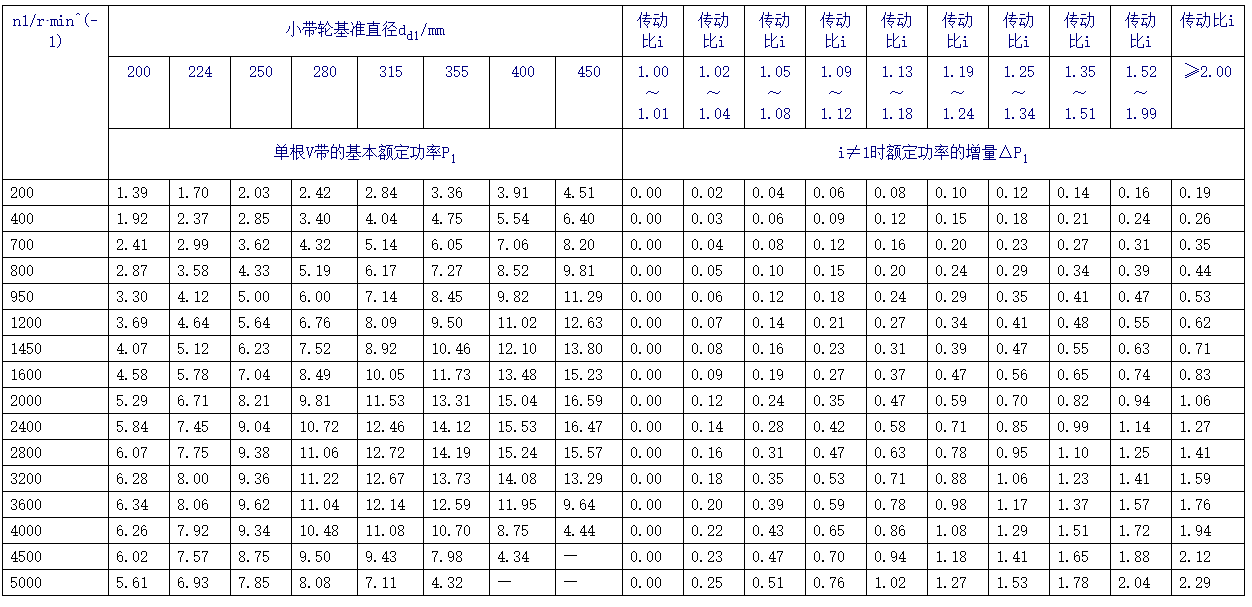 n1/r·min^(-1) 小带轮基准直径dd1/mm 传动比i 传动比i 传动比i 传动比i 传动比i 传动比i 传动比i 传动比i 传动比i 传动比i
200 224 250 280 315 355 400 450 1.00～1.01 1.02～1.04 1.05～1.08 1.09～1.12 1.13～1.18 1.19～1.24 1.25～1.34 1.35～1.51 1.52～1.99 ≥2.00
单根V带的基本额定功率P1 i≠1时额定功率的增量△P1
200 1.39 1.70 2.03 2.42 2.84 3.36 3.91 4.51 0.00 0.02 0.04 0.06 0.08 0.10 0.12 0.14 0.16 0.19
400 1.92 2.37 2.85 3.40 4.04 4.75 5.54 6.40 0.00 0.03 0.06 0.09 0.12 0.15 0.18 0.21 0.24 0.26
700 2.41 2.99 3.62 4.32 5.14 6.05 7.06 8.20 0.00 0.04 0.08 0.12 0.16 0.20 0.23 0.27 0.31 0.35
800 2.87 3.58 4.33 5.19 6.17 7.27 8.52 9.81 0.00 0.05 0.10 0.15 0.20 0.24 0.29 0.34 0.39 0.44
950 3.30 4.12 5.00 6.00 7.14 8.45 9.82 11.29 0.00 0.06 0.12 0.18 0.24 0.29 0.35 0.41 0.47 0.53
1200 3.69 4.64 5.64 6.76 8.09 9.50 11.02 12.63 0.00 0.07 0.14 0.21 0.27 0.34 0.41 0.48 0.55 0.62
1450 4.07 5.12 6.23 7.52 8.92 10.46 12.10 13.80 0.00 0.08 0.16 0.23 0.31 0.39 0.47 0.55 0.63 0.71
1600 4.58 5.78 7.04 8.49 10.05 11.73 13.48 15.23 0.00 0.09 0.19 0.27 0.37 0.47 0.56 0.65 0.74 0.83
2000 5.29 6.71 8.21 9.81 11.53 13.31 15.04 16.59 0.00 0.12 0.24 0.35 0.47 0.59 0.70 0.82 0.94 1.06
2400 5.84 7.45 9.04 10.72 12.46 14.12 15.53 16.47 0.00 0.14 0.28 0.42 0.58 0.71 0.85 0.99 1.14 1.27
2800 6.07 7.75 9.38 11.06 12.72 14.19 15.24 15.57 0.00 0.16 0.31 0.47 0.63 0.78 0.95 1.10 1.25 1.41
3200 6.28 8.00 9.36 11.22 12.67 13.73 14.08 13.29 0.00 0.18 0.35 0.53 0.71 0.88 1.06 1.23 1.41 1.59
3600 6.34 8.06 9.62 11.04 12.14 12.59 11.95 9.64 0.00 0.20 0.39 0.59 0.78 0.98 1.17 1.37 1.57 1.76
4000 6.26 7.92 9.34 10.48 11.08 10.70 8.75 4.44 0.00 0.22 0.43 0.65 0.86 1.08 1.29 1.51 1.72 1.94
4500 6.02 7.57 8.75 9.50 9.43 7.98 4.34 — 0.00 0.23 0.47 0.70 0.94 1.18 1.41 1.65 1.88 2.12
5000 5.61 6.93 7.85 8.08 7.11 4.32 — — 0.00 0.25 0.51 0.76 1.02 1.27 1.53 1.78 2.04 2.29